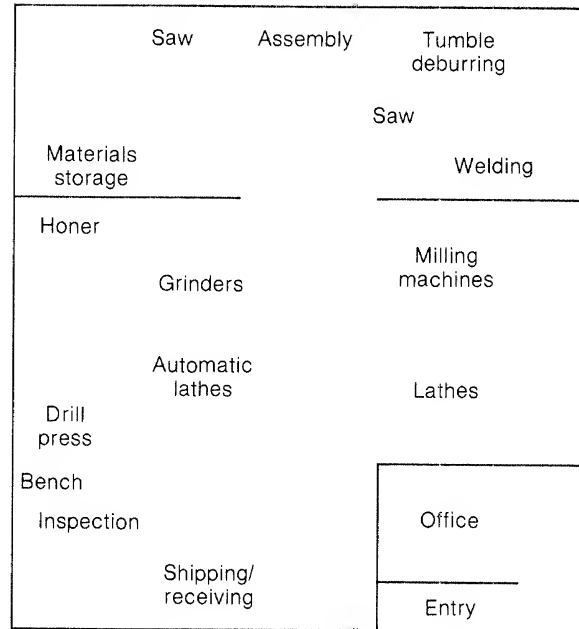 Saw
Assembly
Tumble
deburring
Saw
Materials
storage
Welding
Honer
Milling
machines
Grinders
Automatic
lathes
Lathes
Drill
press
Bench
Inspection
Office
Shipping/
receiving
Entry